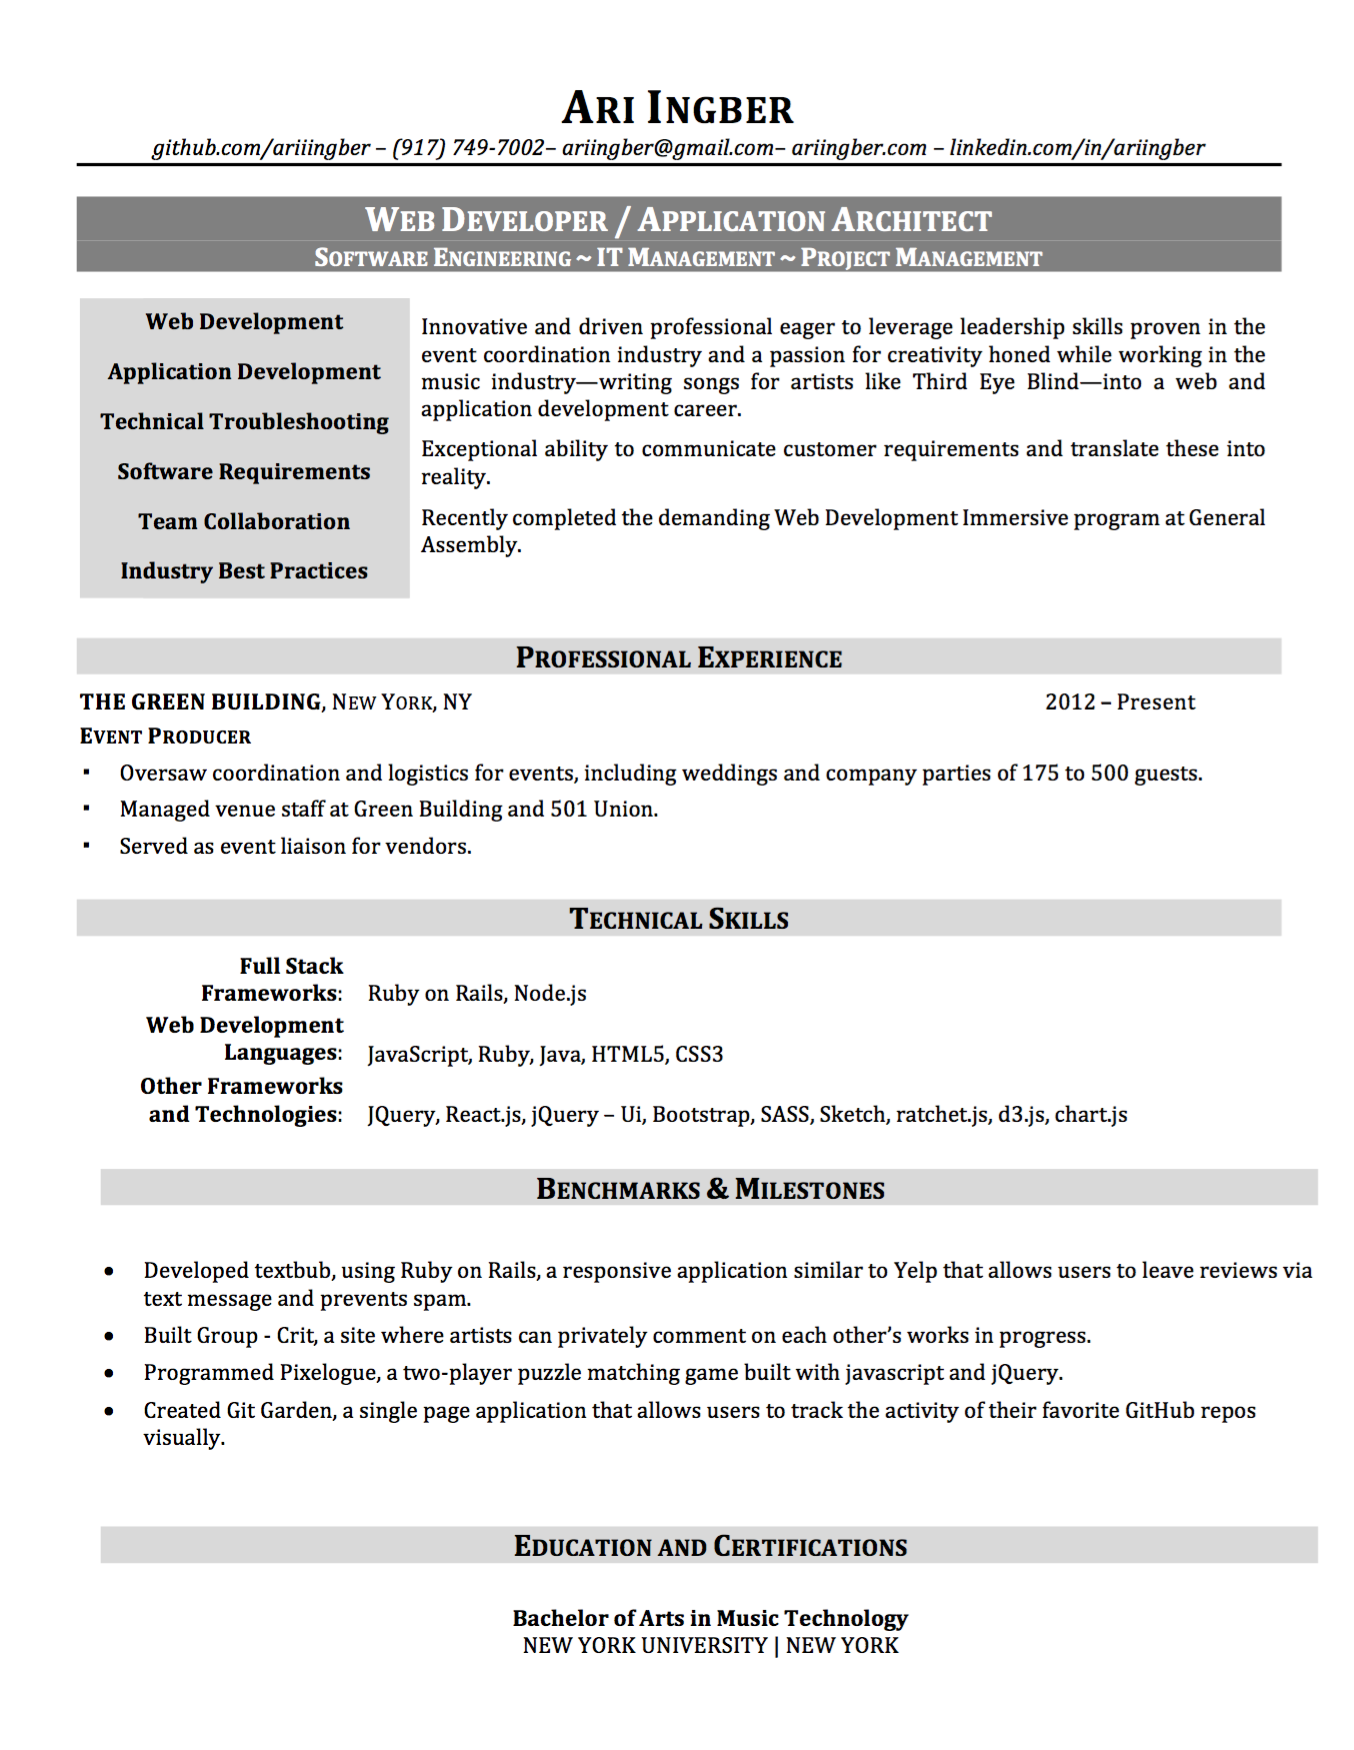 ARI INGBER
github.com/ariiingber – (917) 749-7002– ariingber@gmail.com– ariingber.com – linkedin.com/in/ariingber
WEB DEVELOPER / APPLICATION ARCHITECT
SOFTWARE ENGINEERING ~ IT MANAGEMENT ~ PROJECT MANAGEMENT
Web Development
Application Development
Technical Troubleshooting
Software Requirements
Team Collaboration
Industry Best Practices
Innovative and driven professional eager to leverage leadership skills proven in the
event coordination industry and a passion for creativity honed while working in the
music industry—writing songs for artists like Third Eye Blind—into a web and
application development career.
Exceptional ability to communicate customer requirements and translate these into
reality.
Recently completed the demanding Web Development Immersive program at General
Assembly.
PROFESSIONAL EXPERIENCE
THE GREEN BUILDING, NEW YORK, NY 2012 – Present
EVENT PRODUCER
▪ Oversaw coordination and logistics for events, including weddings and company parties of 175 to 500 guests.
▪ Managed venue staff at Green Building and 501 Union.
▪ Served as event liaison for vendors.
TECHNICAL SKILLS
Full Stack
Frameworks: Ruby on Rails, Node.js
Web Development
Languages: JavaScript, Ruby, Java, HTML5, CSS3
Other Frameworks
and Technologies: JQuery, React.js, jQuery – Ui, Bootstrap, SASS, Sketch, ratchet.js, d3.js, chart.js
BENCHMARKS & MILESTONES
• Developed textbub, using Ruby on Rails, a responsive application similar to Yelp that allows users to leave reviews via
text message and prevents spam.
• Built Group - Crit, a site where artists can privately comment on each other’s works in progress.
• Programmed Pixelogue, a two-player puzzle matching game built with javascript and jQuery.
• Created Git Garden, a single page application that allows users to track the activity of their favorite GitHub repos
visually.
EDUCATION AND CERTIFICATIONS
Bachelor of Arts in Music Technology
NEW YORK UNIVERSITY | NEW YORK